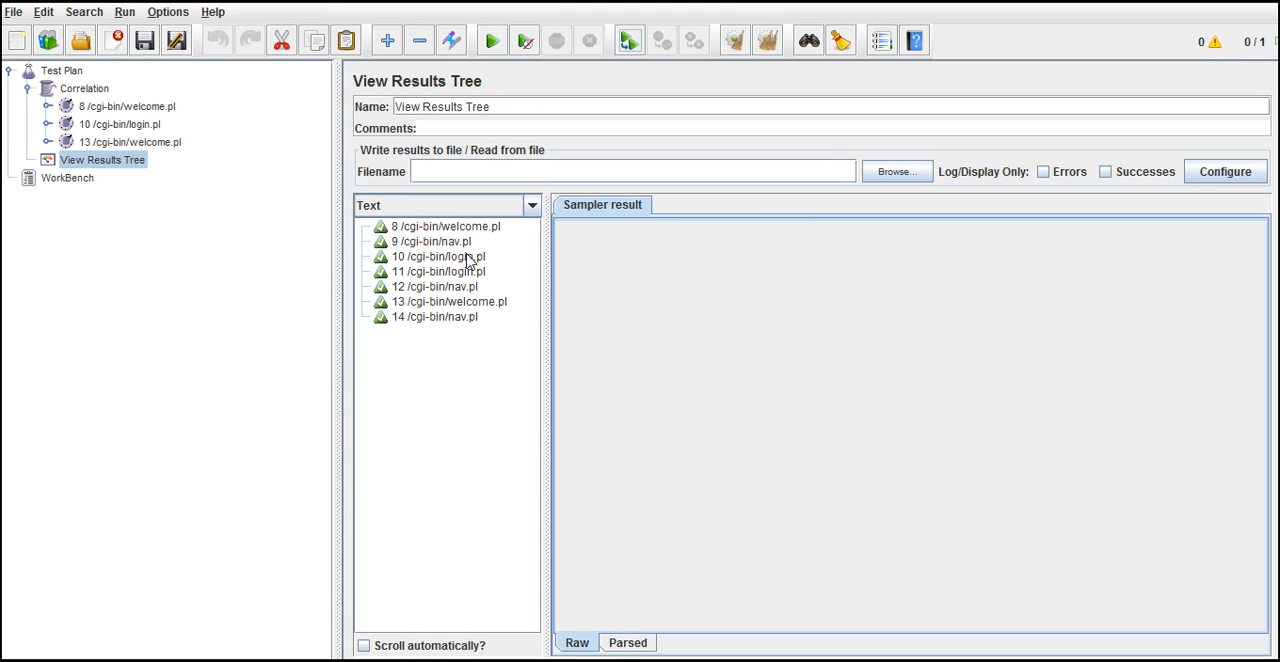 File Edit Search Run Options Help
0 0 / 1
Test Plan
Correlation
8 /cgi-bin/welcome.pl
10 /cgi-bin/login.pl
13 /cgi-bin/welcome.pl
View Results Tree
WorkBench
View Results Tree
Name: View Results Tree
Comments:
Write results to file / Read from file
Filename Browse... Log/Display Only: Errors Successes Configure
Text
8 /cgi-bin/welcome.pl
9 /cgi-bin/nav.pl
10 /cgi-bin/login.pl
11 /cgi-bin/login.pl
12 /cgi-bin/nav.pl
13 /cgi-bin/welcome.pl
14 /cgi-bin/nav.pl
Scroll automatically?
Sampler result
Raw Parsed